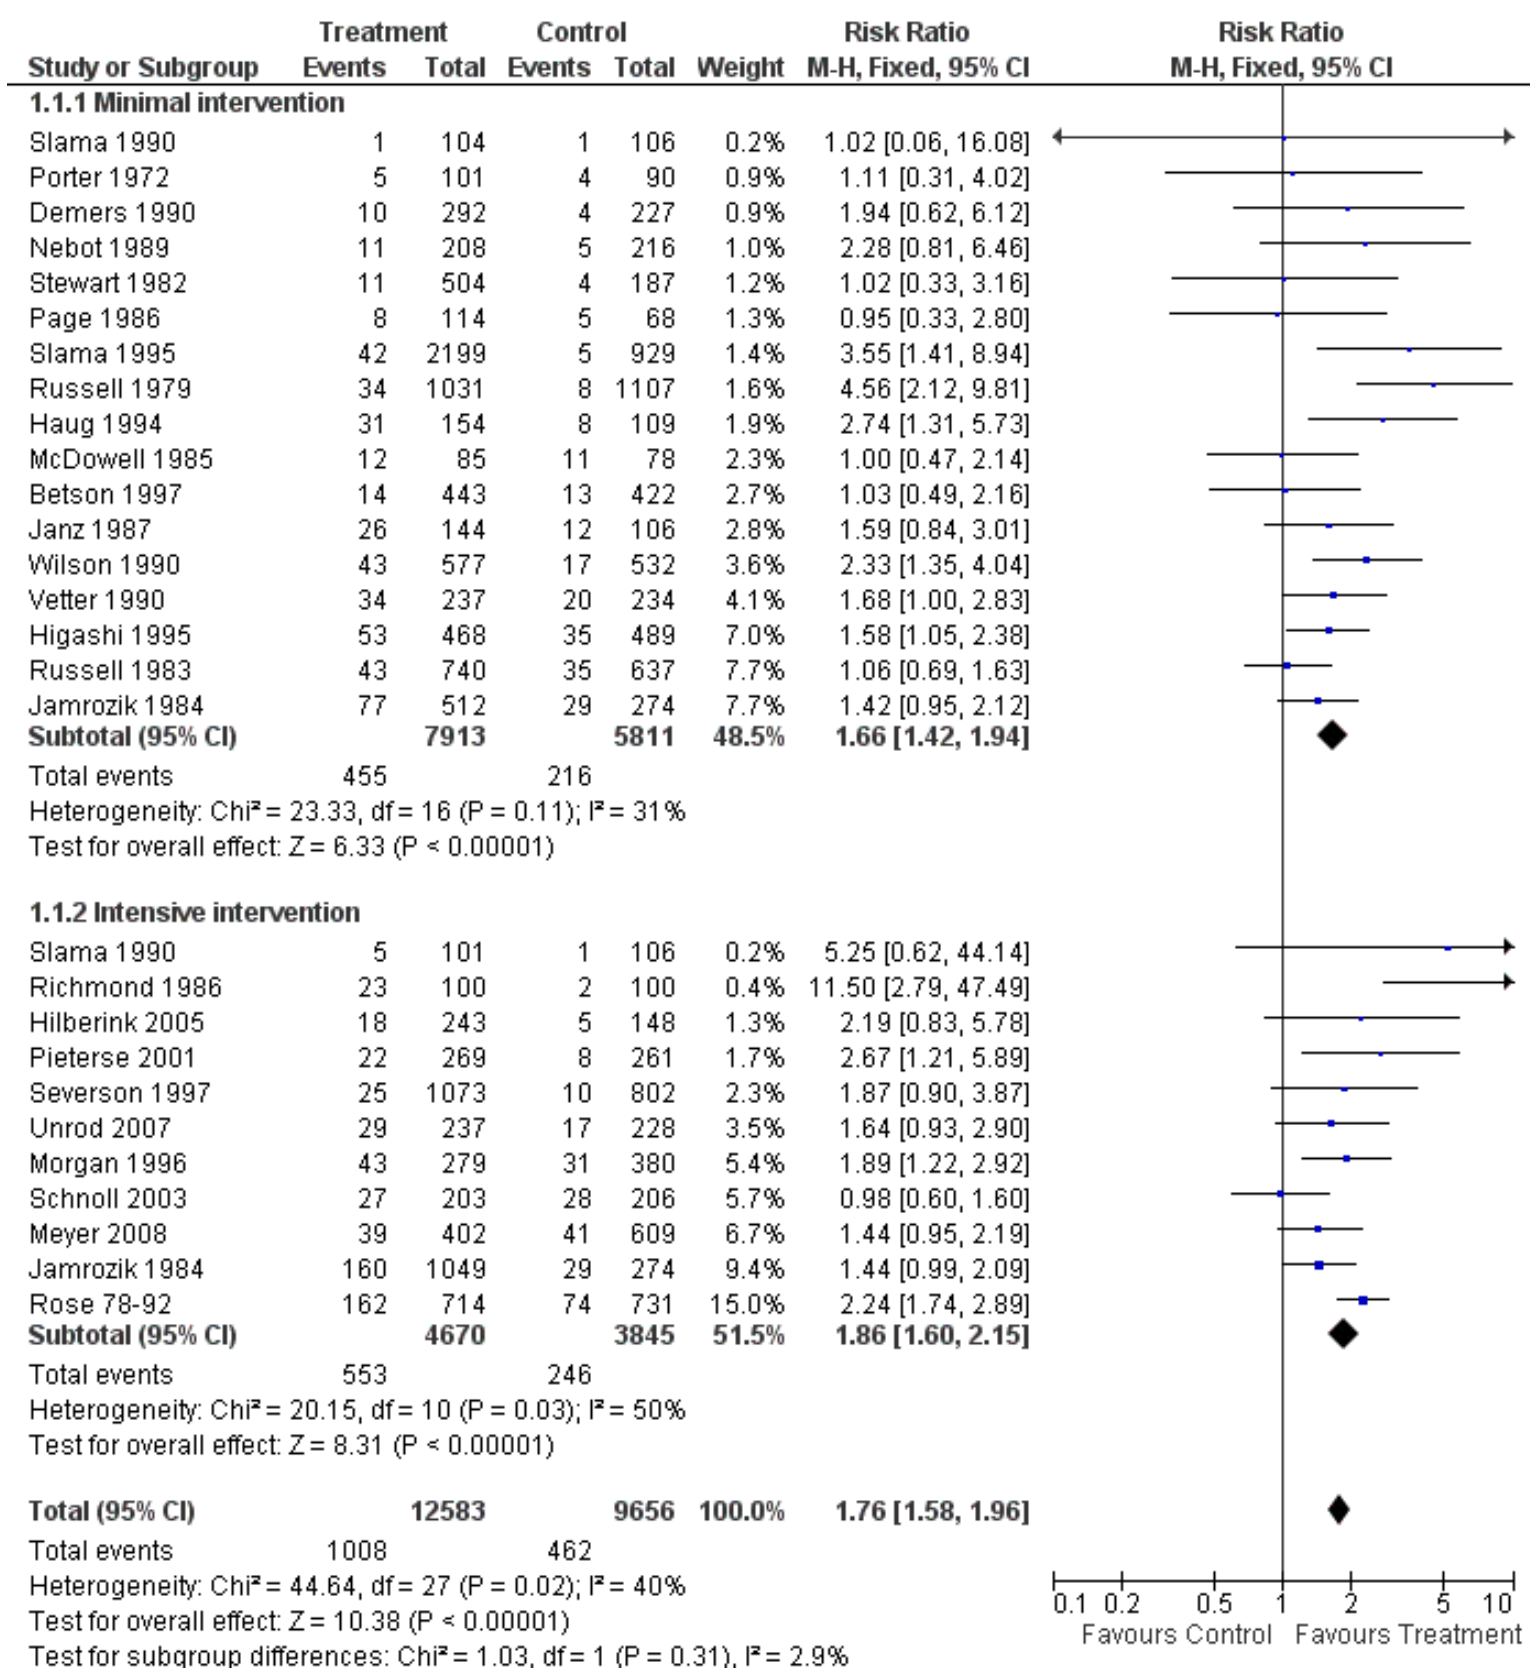 Treatment Control Risk Ratio Risk Ratio
Study or Subgroup Events Total Events Total Weight M-H, Fixed, 95% CI M-H, Fixed, 95% CI
1.1.1 Minimal intervention
Slama 1990 1 104 1 106 0.2% 1.02 [0.06, 16.08]
Porter 1972 5 101 4 90 0.9% 1.11 [0.31, 4.02]
Demers 1990 10 292 4 227 0.9% 1.94 [0.62, 6.12]
Nebot 1989 11 208 5 216 1.0% 2.28 [0.81, 6.46]
Stewart 1982 11 504 4 187 1.2% 1.02 [0.33, 3.16]
Page 1986 8 114 5 68 1.3% 0.95 [0.33, 2.80]
Slama 1995 42 2199 5 929 1.4% 3.55 [1.41, 8.94]
Russell 1979 34 1031 8 1107 1.6% 4.56 [2.12, 9.81]
Haug 1994 31 154 8 109 1.9% 2.74 [1.31, 5.73]
McDowell 1985 12 85 11 78 2.3% 1.00 [0.47, 2.14]
Betson 1997 14 443 13 422 2.7% 1.03 [0.49, 2.16]
Janz 1987 26 144 12 106 2.8% 1.59 [0.84, 3.01]
Wilson 1990 43 577 17 532 3.6% 2.33 [1.35, 4.04]
Vetter 1990 34 237 20 234 4.1% 1.68 [1.00, 2.83]
Higashi 1995 53 468 35 489 7.0% 1.58 [1.05, 2.38]
Russell 1983 43 740 35 637 7.7% 1.06 [0.69, 1.63]
Jamrozik 1984 77 512 29 274 7.7% 1.42 [0.95, 2.12]
Subtotal (95% CI) 7913 5811 48.5% 1.66 [1.42, 1.94]
Total events 455 216
Heterogeneity: Chi² = 23.33, df = 16 (P = 0.11); I² = 31%
Test for overall effect: Z = 6.33 (P < 0.00001)
1.1.2 Intensive intervention
Slama 1990 5 101 1 106 0.2% 5.25 [0.62, 44.14]
Richmond 1986 23 100 2 100 0.4% 11.50 [2.79, 47.49]
Hilberink 2005 18 243 5 148 1.3% 2.19 [0.83, 5.78]
Pieterse 2001 22 269 8 261 1.7% 2.67 [1.21, 5.89]
Severson 1997 25 1073 10 802 2.3% 1.87 [0.90, 3.87]
Unrod 2007 29 237 17 228 3.5% 1.64 [0.93, 2.90]
Morgan 1996 43 279 31 380 5.4% 1.89 [1.22, 2.92]
Schnoll 2003 27 203 28 206 5.7% 0.98 [0.60, 1.60]
Meyer 2008 39 402 41 609 6.7% 1.44 [0.95, 2.19]
Jamrozik 1984 160 1049 29 274 9.4% 1.44 [0.99, 2.09]
Rose 78-92 162 714 74 731 15.0% 2.24 [1.74, 2.89]
Subtotal (95% CI) 4670 3845 51.5% 1.86 [1.60, 2.15]
Total events 553 246
Heterogeneity: Chi² = 20.15, df = 10 (P = 0.03); I² = 50%
Test for overall effect: Z = 8.31 (P < 0.00001)
Total (95% CI) 12583 9656 100.0% 1.76 [1.58, 1.96]
Total events 1008 462
Heterogeneity: Chi² = 44.64, df = 27 (P = 0.02); I² = 40%
Test for overall effect: Z = 10.38 (P < 0.00001)
Test for subgroup differences: Chi² = 1.03, df = 1 (P = 0.31), I² = 2.9%
0.1 0.2 0.5 1 2 5 10
Favours Control Favours Treatment